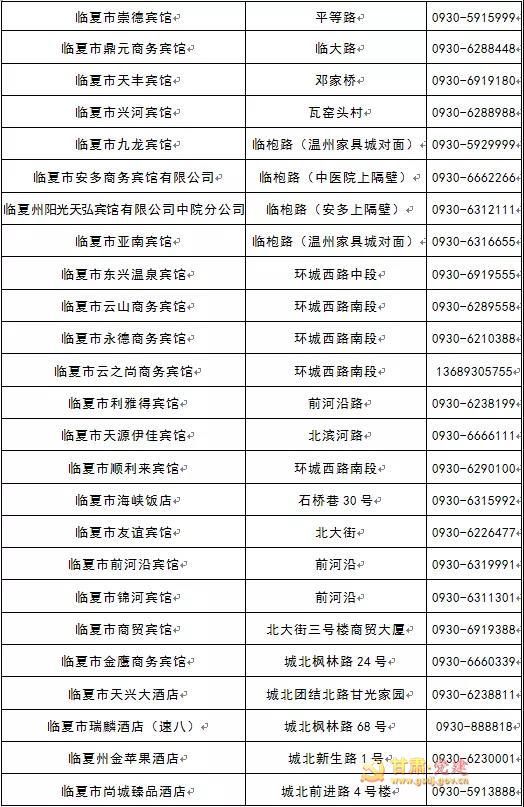 临夏市崇德宾馆 平等路 0930-5915999
临夏市鼎元商务宾馆 临大路 0930-6288448
临夏市天丰宾馆 邓家桥 0930-6919180
临夏市兴河宾馆 瓦窑头村 0930-6288988
临夏市九龙宾馆 临枹路（温州家具城对面） 0930-5929999
临夏市安多商务宾馆有限公司 临枹路（中医院上隔壁） 0930-6662266
临夏州阳光天弘宾馆有限公司中院分公司 临枹路（安多上隔壁） 0930-6312111
临夏市亚南宾馆 临枹路（温州家具城对面） 0930-6316655
临夏市东兴温泉宾馆 环城西路中段 0930-6919555
临夏市云山商务宾馆 环城西路南段 0930-6289558
临夏市永德商务宾馆 环城西路南段 0930-6210388
临夏市云之尚商务宾馆 环城西路南段 13689305755
临夏市利雅得宾馆 前河沿路 0930-6238199
临夏市天源伊佳宾馆 北滨河路 0930-6666111
临夏市顺利来宾馆 环城西路南段 0930-6290100
临夏市海峡饭店 石桥巷30号 0930-6315992
临夏市友谊宾馆 北大街 0930-6226477
临夏市前河沿宾馆 前河沿 0930-6319991
临夏市锦河宾馆 前河沿 0930-6311301
临夏市商贸宾馆 北大街三号楼商贸大厦 0930-6919388
临夏市金鹰商务宾馆 城北枫林路24号 0930-6660339
临夏市天兴大酒店 城北团结北路甘光家园 0930-6238811
临夏市瑞麟酒店（速八） 城北枫林路68号 0930-888818
临夏州金苹果酒店 城北新生路1号 0930-6230001
甘肃·党建
www.gsdj.gov.cn
临夏市尚城臻品酒店 城北前进路4号楼 0930-5913888